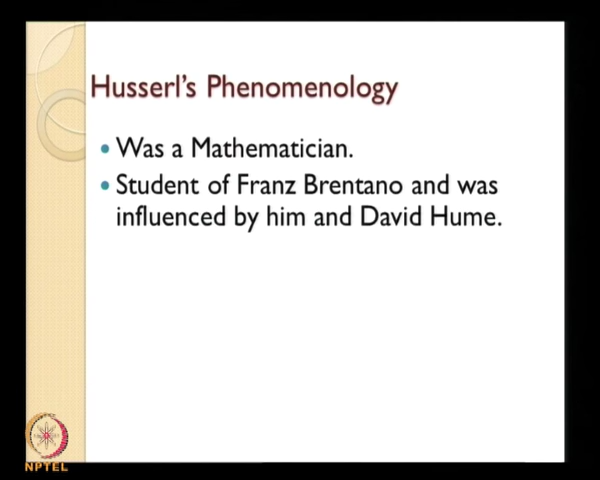 Husserl's Phenomenology
• Was a Mathematician.
• Student of Franz Brentano and was
influenced by him and David Hume.
NPTEL